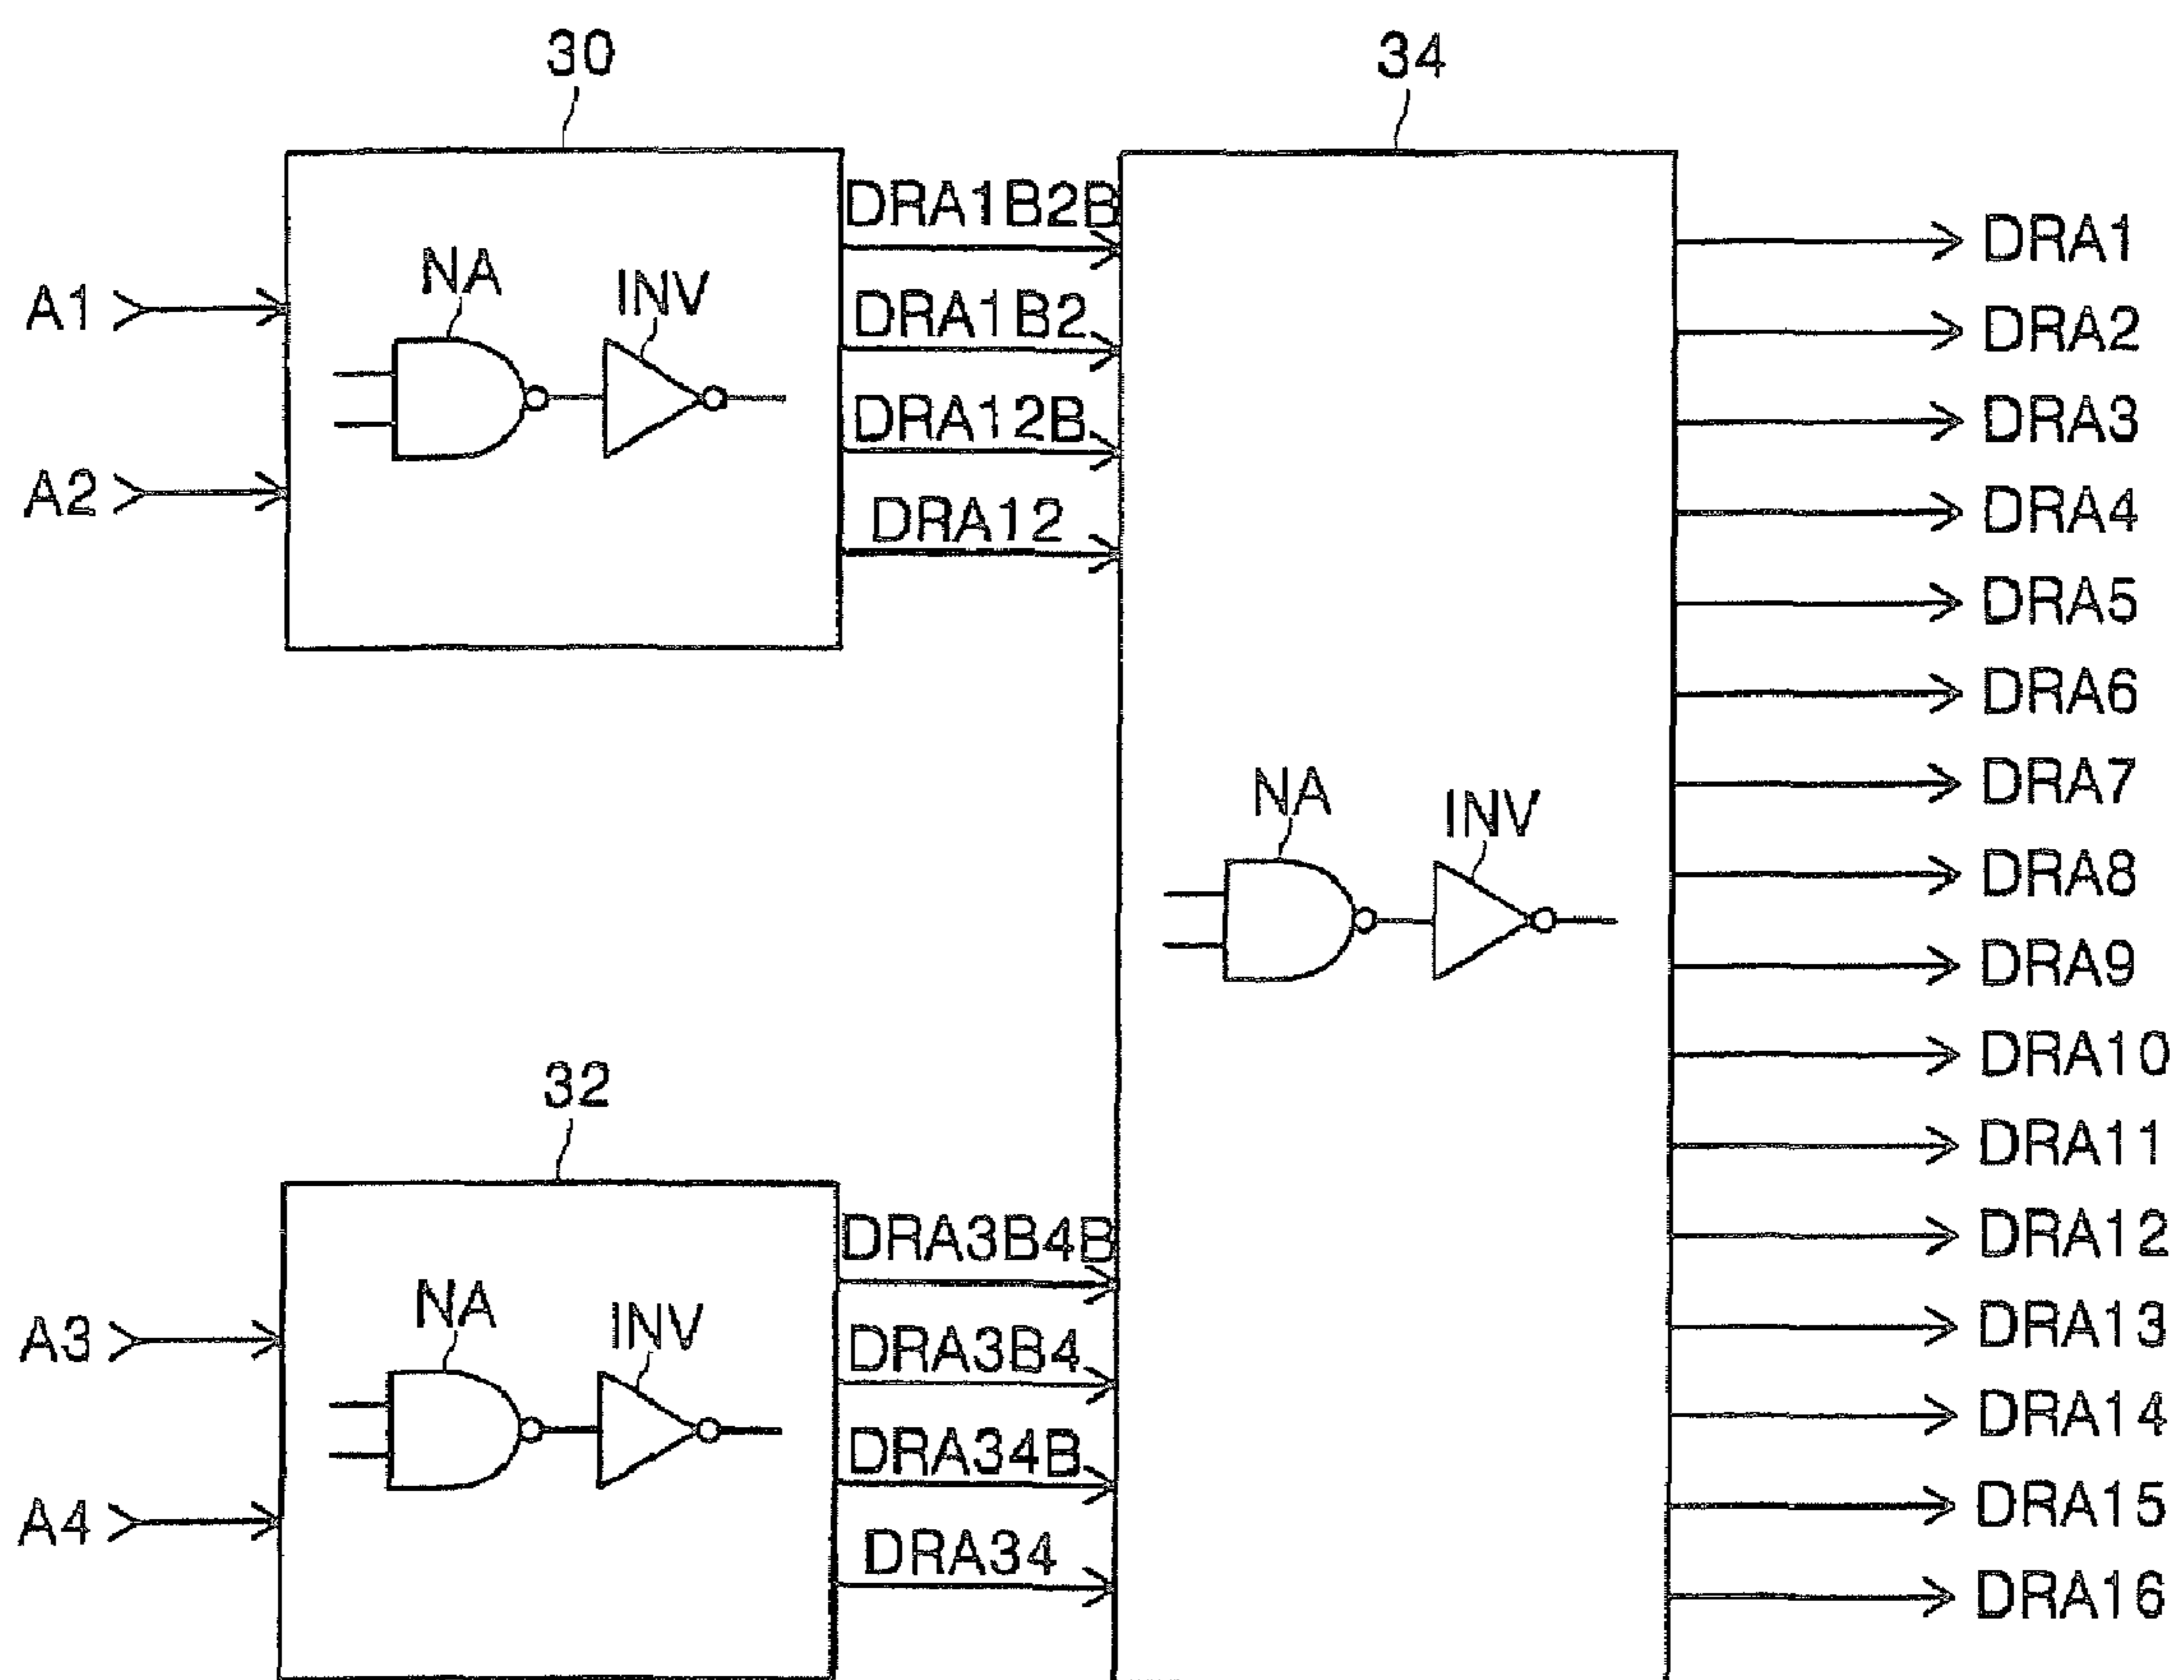 30
34
A1
A2
NA
INV
DRA1B2B
DRA1B2
DRA12B
DRA12
32
A3
A4
NA
INV
DRA3B4B
DRA3B4
DRA34B
DRA34
NA
INV
DRA1
DRA2
DRA3
DRA4
DRA5
DRA6
DRA7
DRA8
DRA9
DRA10
DRA11
DRA12
DRA13
DRA14
DRA15
DRA16